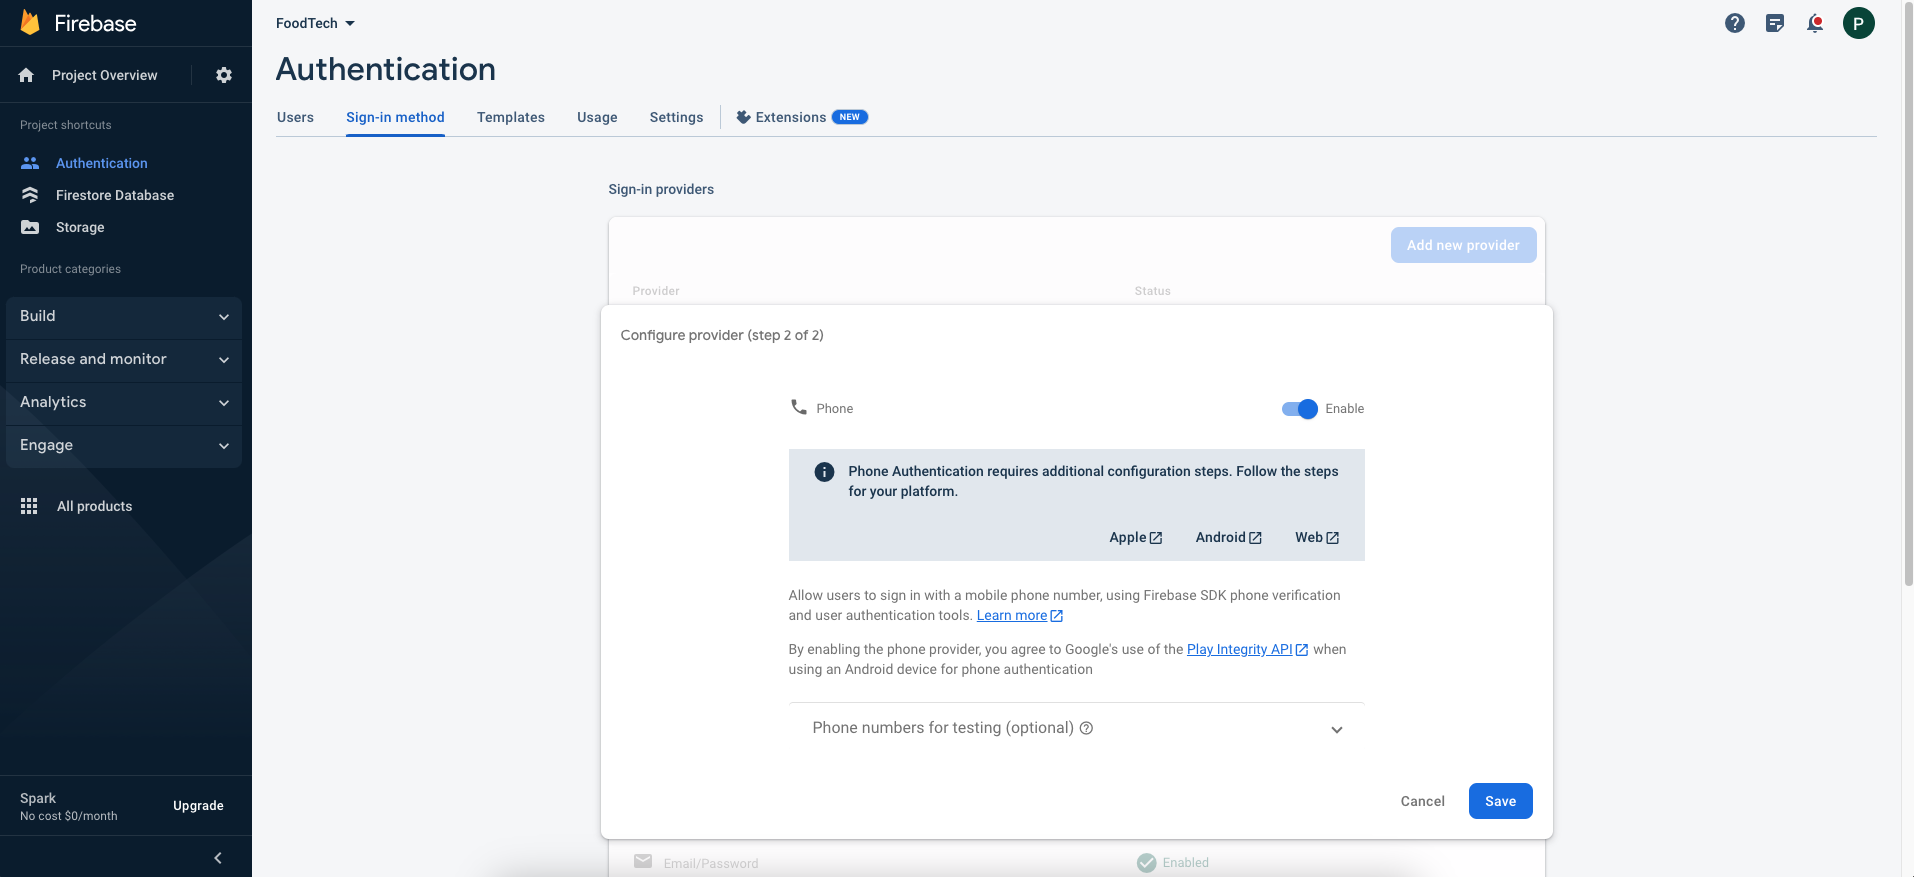 Firebase
Project Overview
Project shortcuts
Authentication
Firestore Database
Storage
Product categories
Build
Release and monitor
Analytics
Engage
All products
Spark
No cost $0/month
Upgrade
FoodTech
P
Authentication
Users Sign-in method Templates Usage Settings Extensions NEW
Sign-in providers
Add new provider
Provider Status
Configure provider (step 2 of 2)
Phone Enable
Phone Authentication requires additional configuration steps. Follow the steps
for your platform.
Apple Android Web
Allow users to sign in with a mobile phone number, using Firebase SDK phone verification
and user authentication tools. Learn more
By enabling the phone provider, you agree to Google's use of the Play Integrity API when
using an Android device for phone authentication
Phone numbers for testing (optional)
Cancel Save
Email/Password Enabled